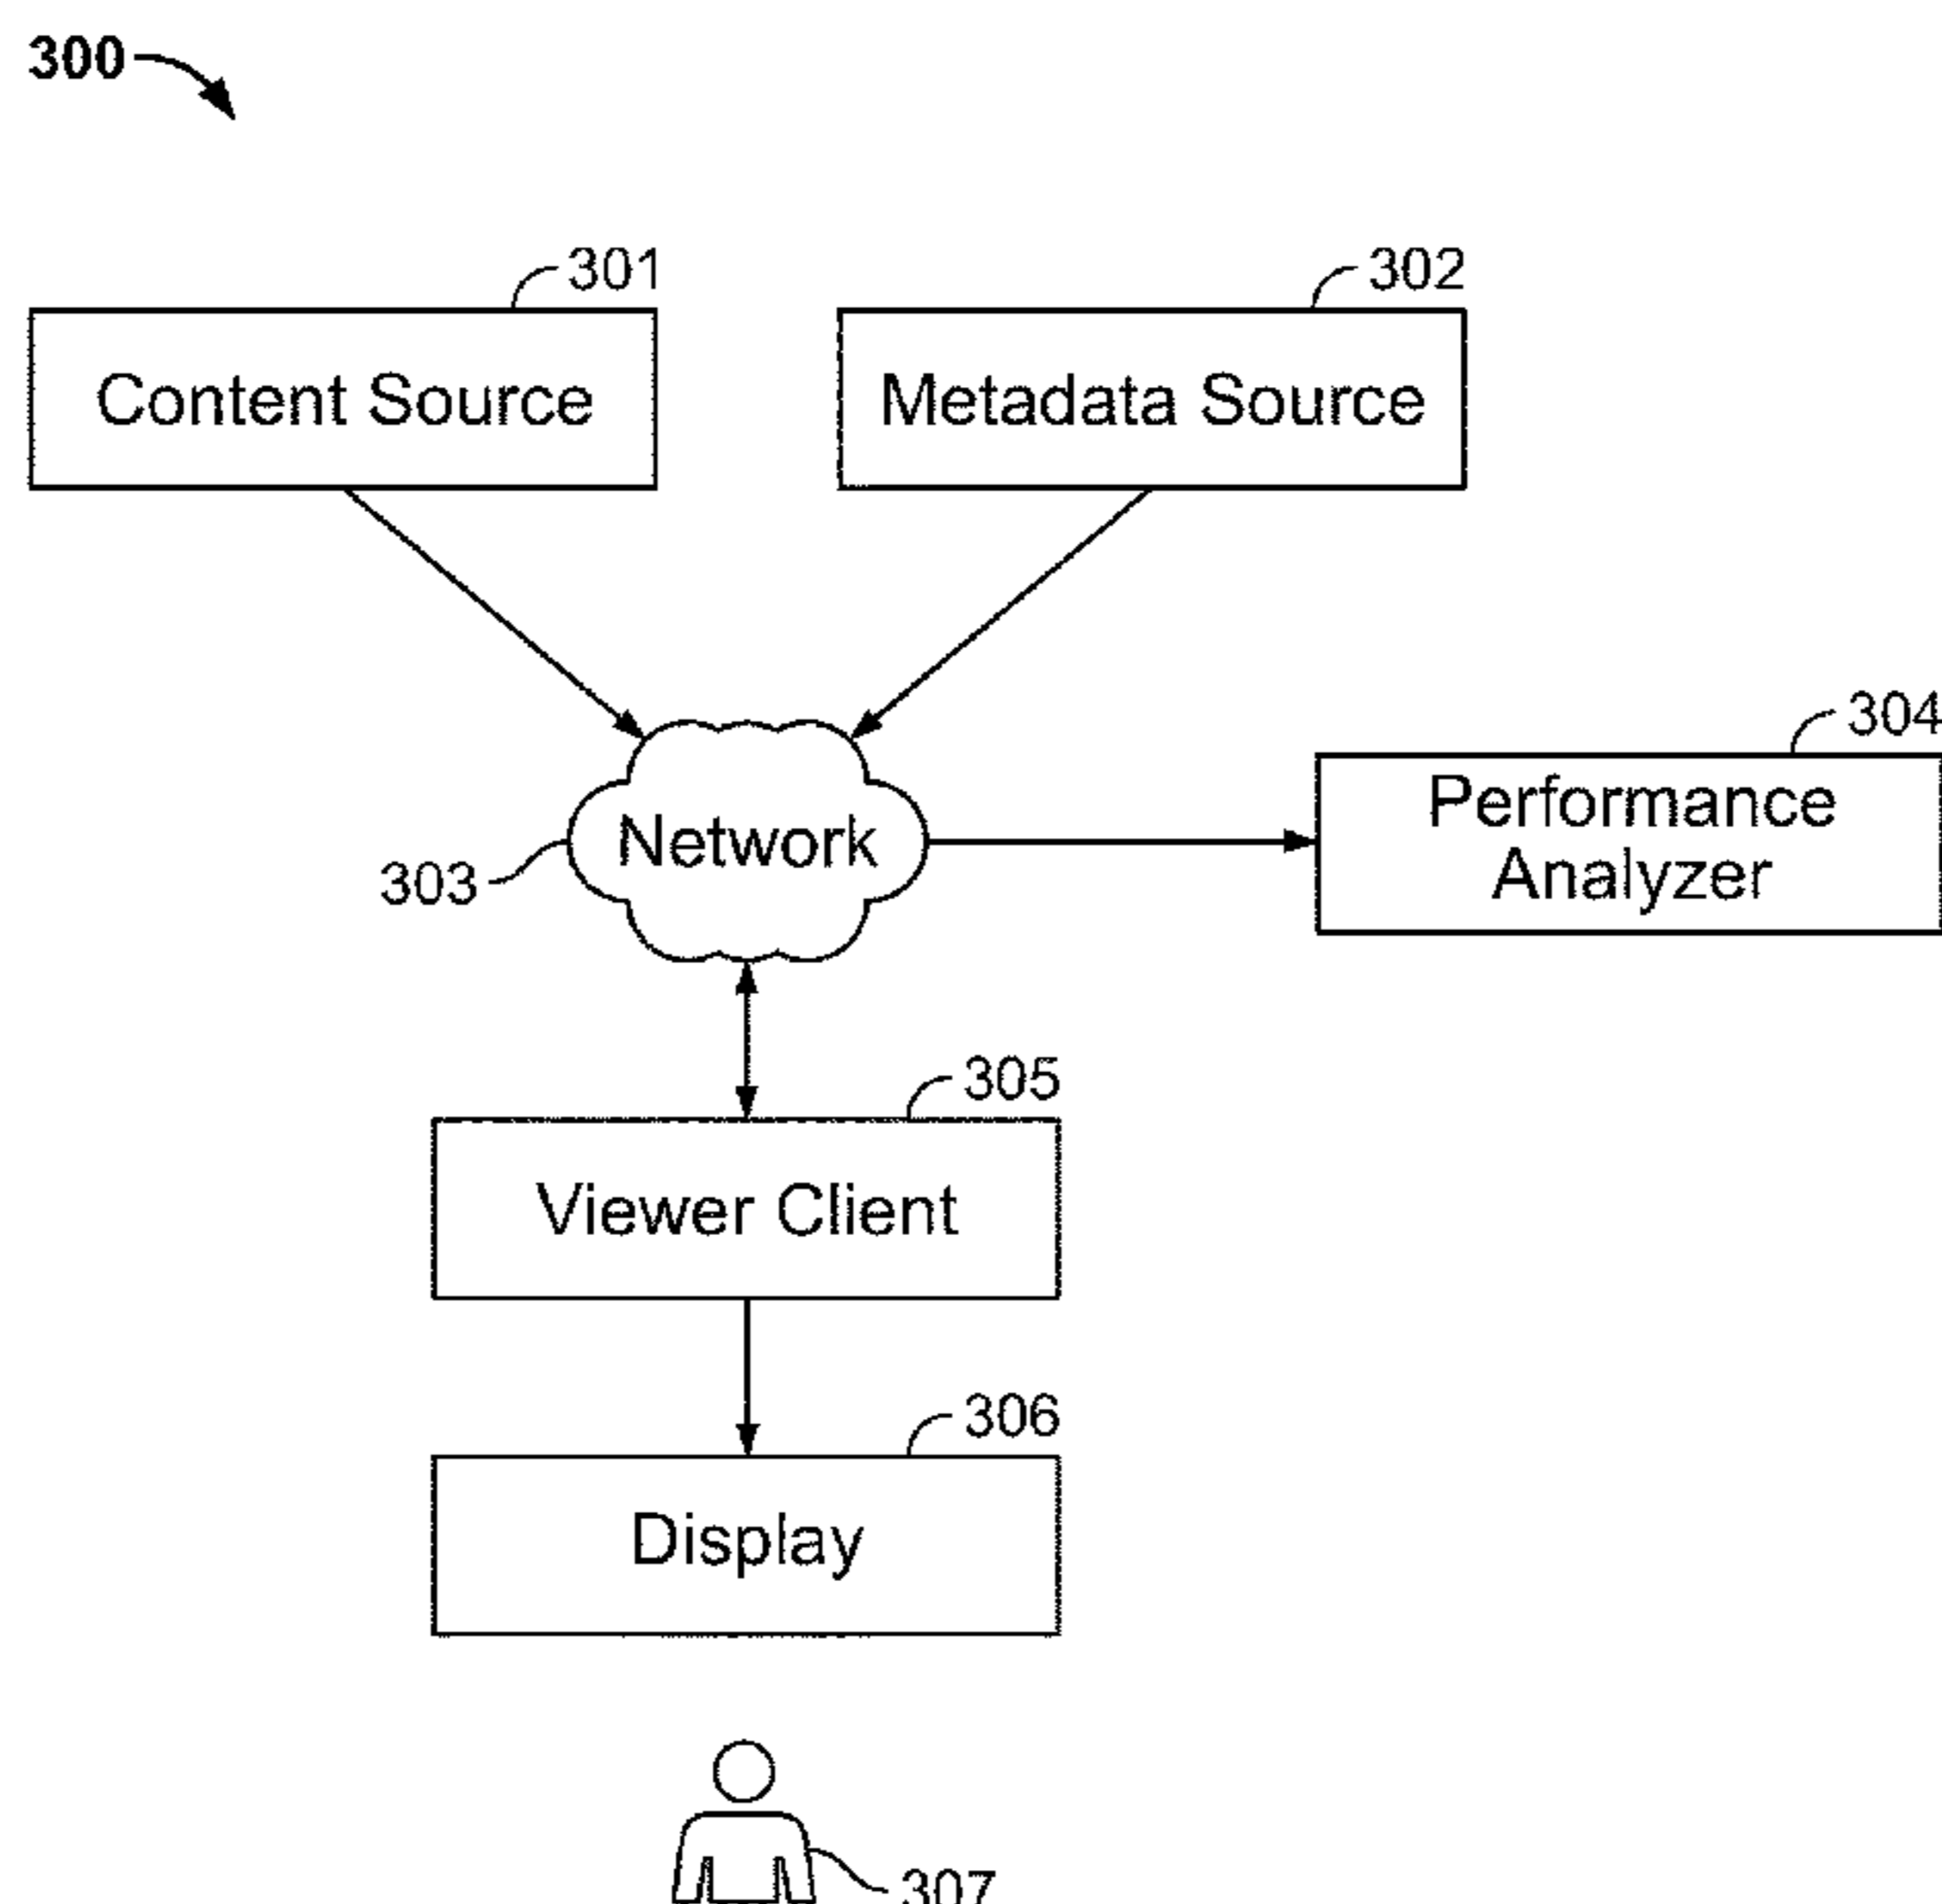 300
301
302
Content Source
Metadata Source
304
Performance
Analyzer
Network
303
305
Viewer Client
306
Display
307